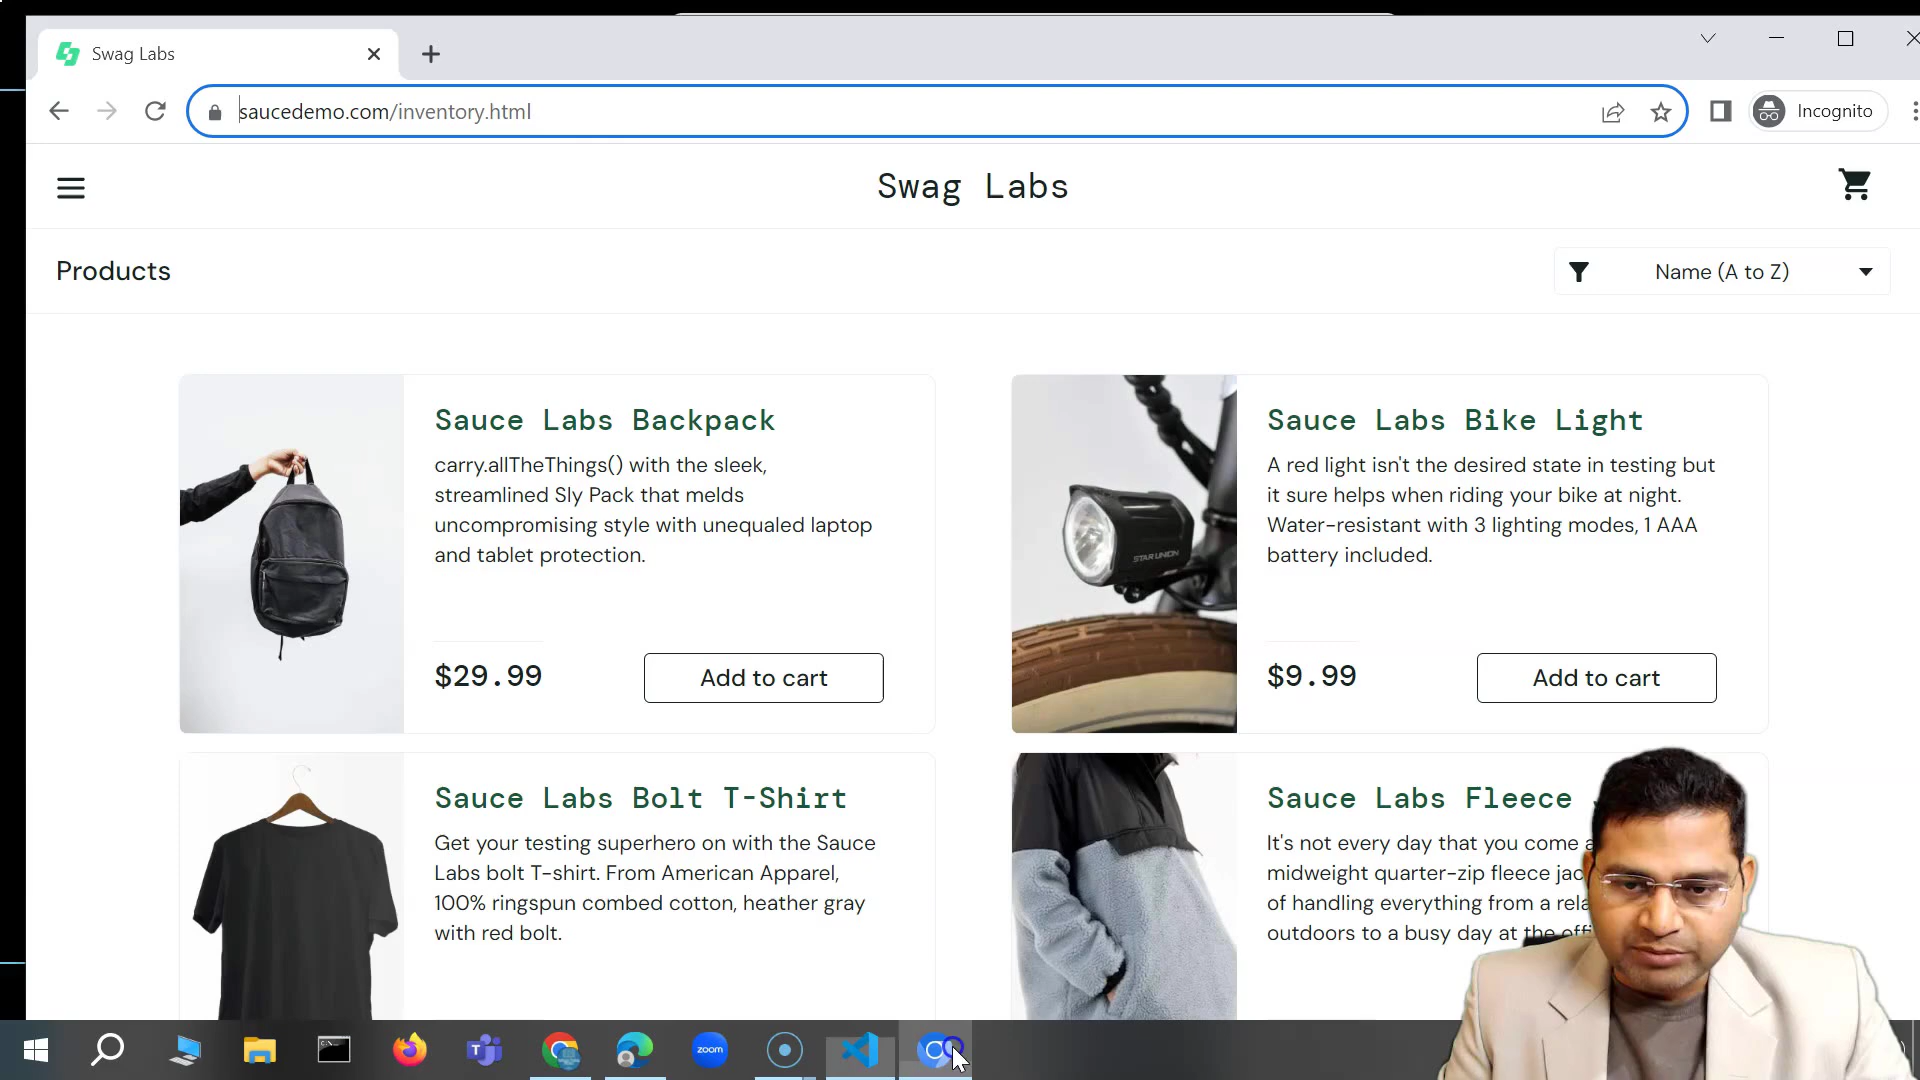 Swag Labs
saucedemo.com/inventory.html
Incognito
Swag Labs
Products
Name (A to Z)
Sauce Labs Backpack
carry.allTheThings() with the sleek,
streamlined Sly Pack that melds
uncompromising style with unequaled laptop
and tablet protection.
$29.99
Add to cart
Sauce Labs Bike Light
A red light isn't the desired state in testing but
it sure helps when riding your bike at night.
Water-resistant with 3 lighting modes, 1 AAA
battery included.
$9.99
Add to cart
STAR UNION
Sauce Labs Bolt T-Shirt
Get your testing superhero on with the Sauce
Labs bolt T-shirt. From American Apparel,
100% ringspun combed cotton, heather gray
with red bolt.
Sauce Labs Fleece
It's not every day that you come
midweight quarter-zip fleece
of handling everything from a
outdoors to a busy day at the
zoom